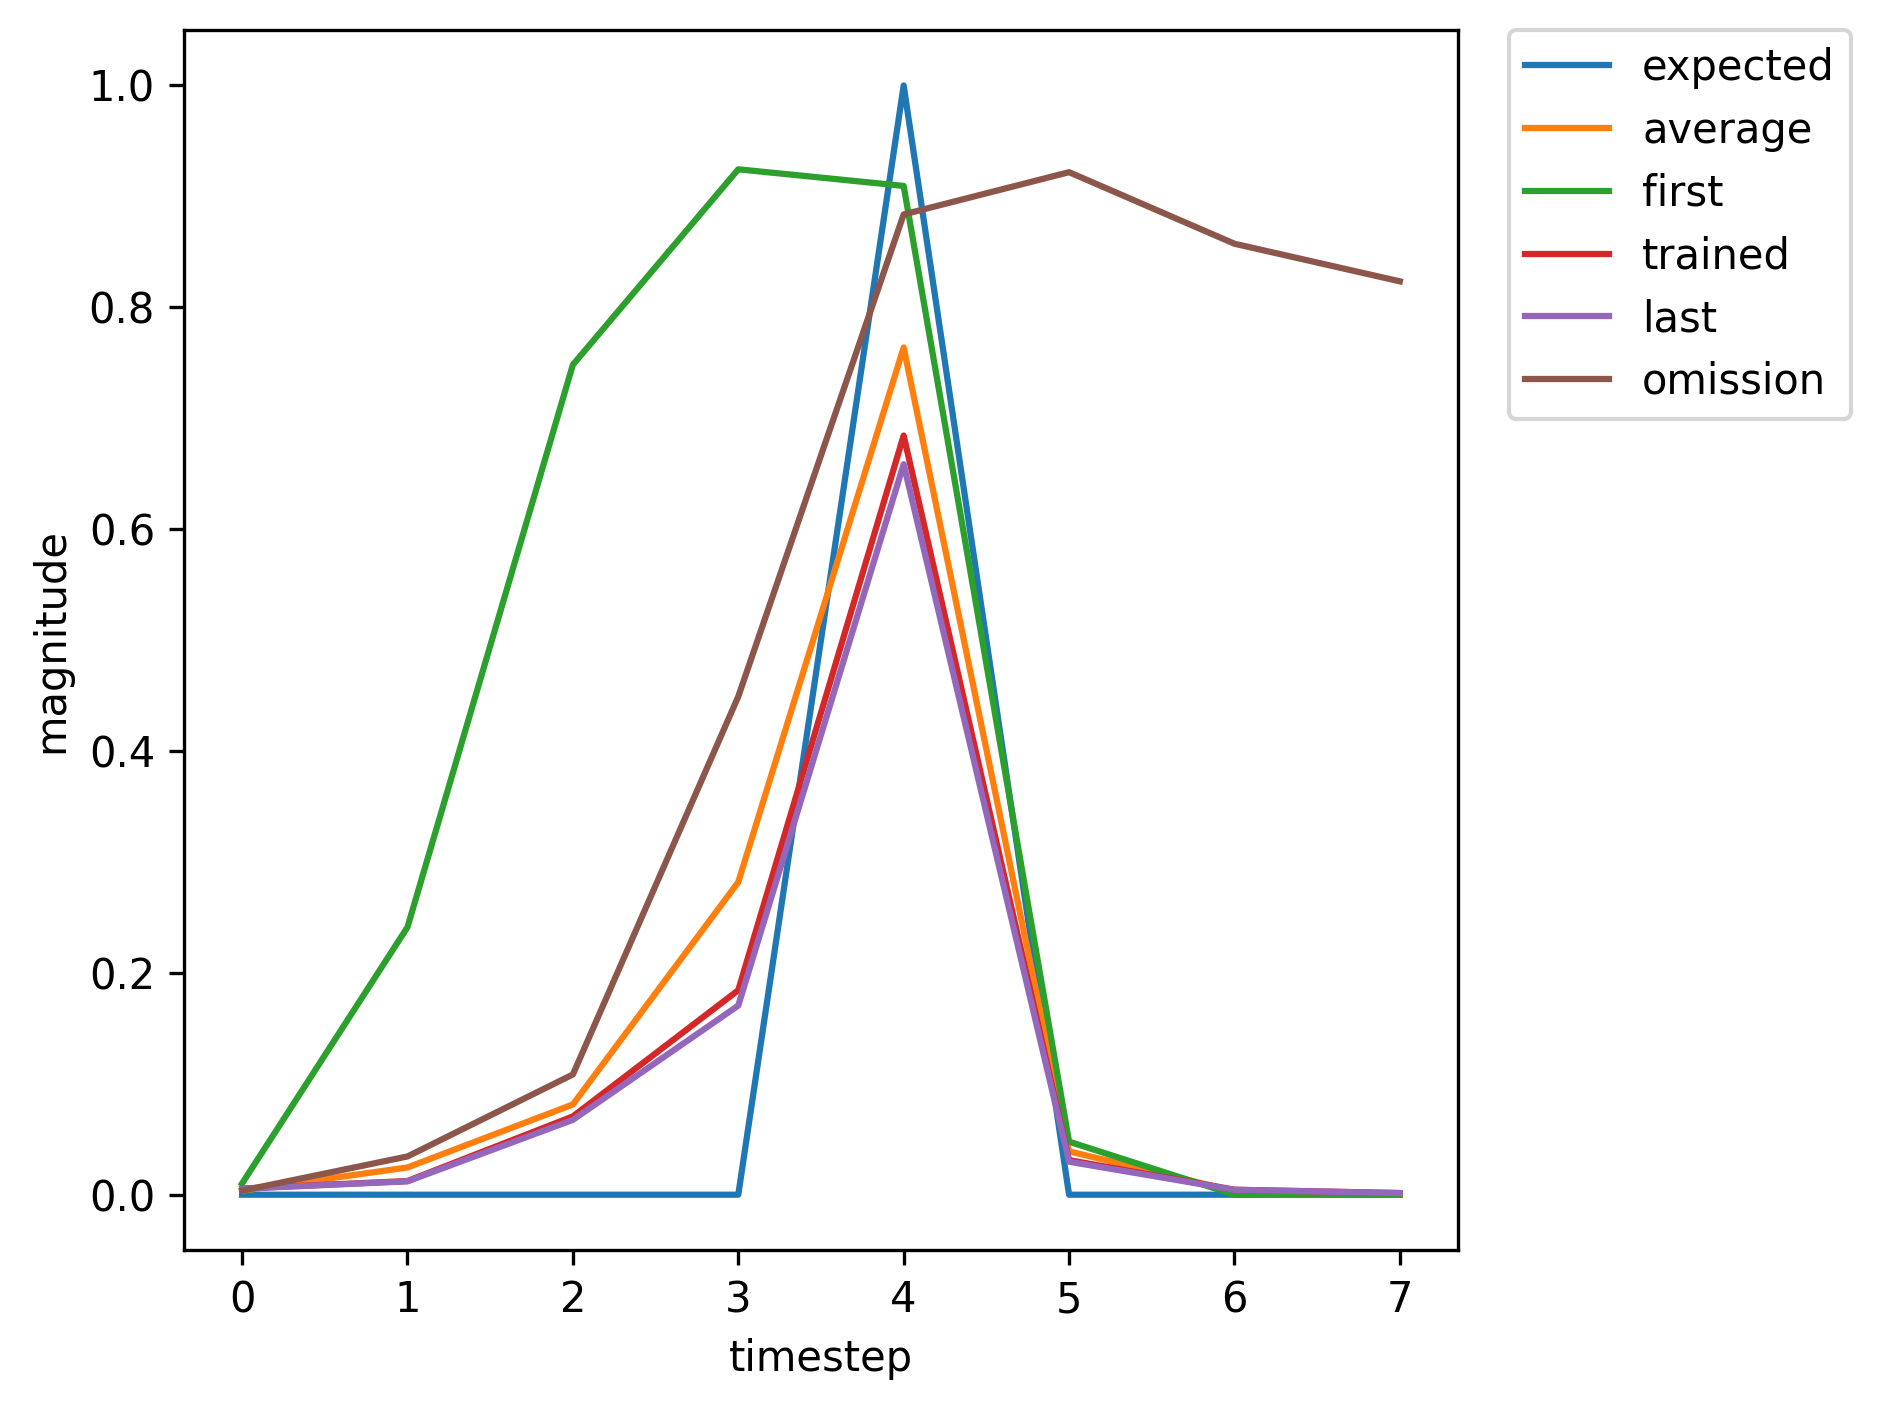 1.0
0.8
0.6
0.4
0.2
0.0
magnitude
0 1 2 3 4 5 6 7
timestep
expected
average
first
trained
last
omission